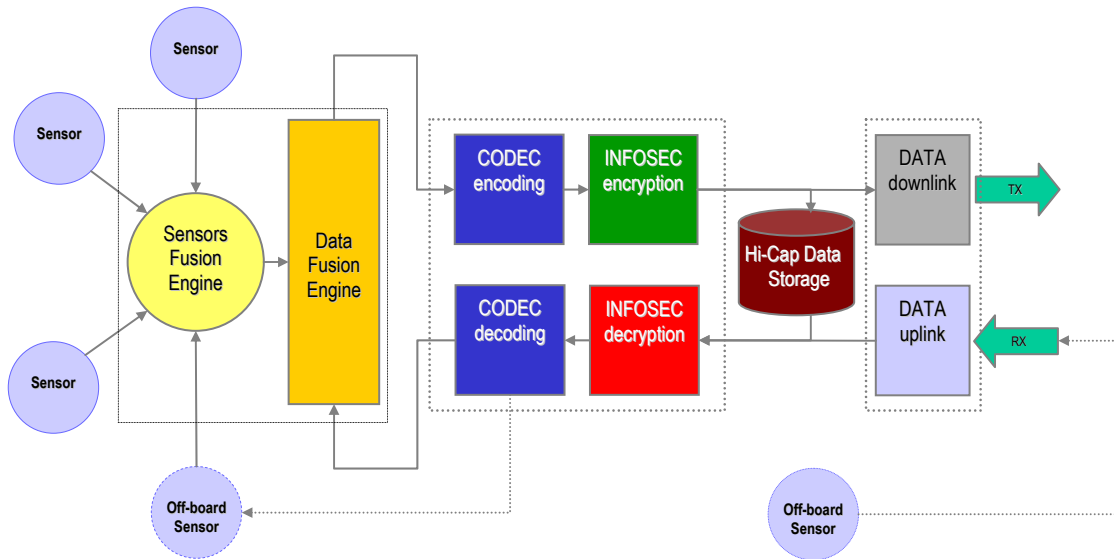 Sensor
Sensor
Sensors
Fusion
Engine
Sensor
Off-board
Sensor
Data
Fusion
Engine
CODEC
encoding
INFOSEC
encryption
CODEC
decoding
INFOSEC
decryption
Hi-Cap Data
Storage
DATA
downlink
TX
DATA
uplink
RX
Off-board
Sensor